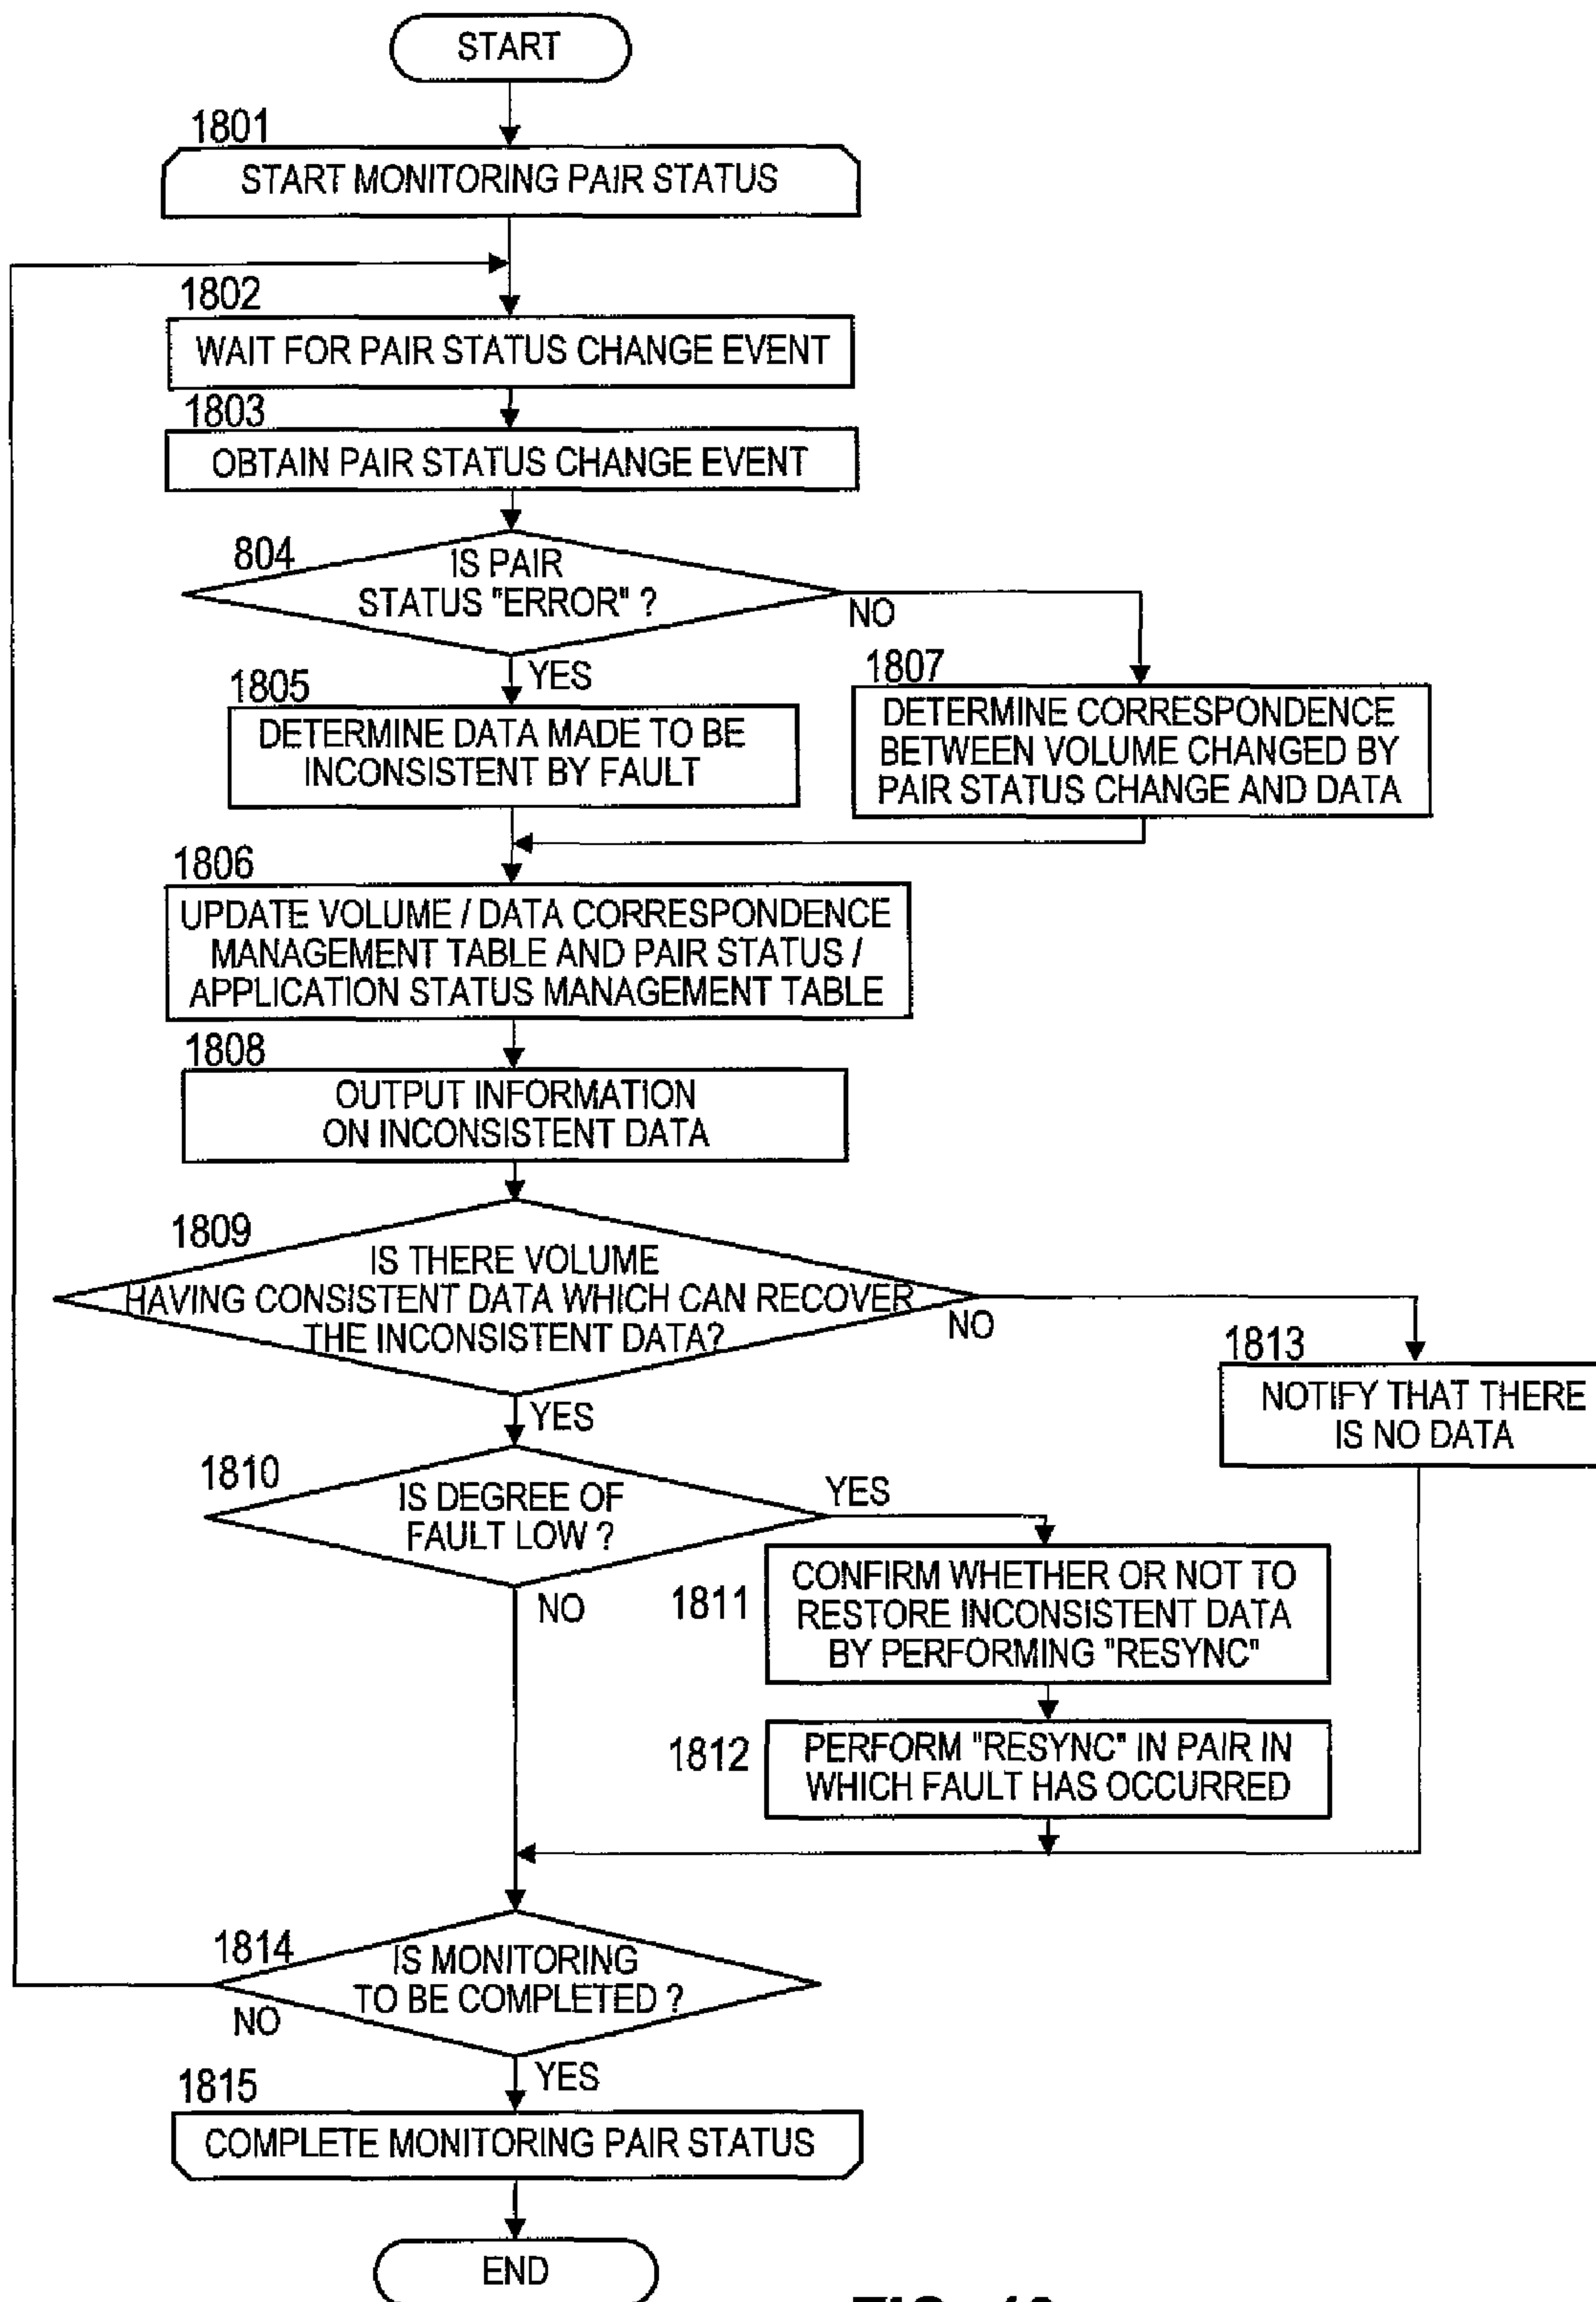 START
1801
START MONITORING PAIR STATUS
1802
WAIT FOR PAIR STATUS CHANGE EVENT
1803
OBTAIN PAIR STATUS CHANGE EVENT
804
IS PAIR
STATUS "ERROR" ?
NO
YES
1805
DETERMINE DATA MADE TO BE
INCONSISTENT BY FAULT
1807
DETERMINE CORRESPONDENCE
BETWEEN VOLUME CHANGED BY
PAIR STATUS CHANGE AND DATA
1806
UPDATE VOLUME / DATA CORRESPONDENCE
MANAGEMENT TABLE AND PAIR STATUS /
APPLICATION STATUS MANAGEMENT TABLE
1808
OUTPUT INFORMATION
ON INCONSISTENT DATA
1809
IS THERE VOLUME
HAVING CONSISTENT DATA WHICH CAN RECOVER
THE INCONSISTENT DATA?
NO
YES
1813
NOTIFY THAT THERE
IS NO DATA
1810
IS DEGREE OF
FAULT LOW ?
YES
NO
1811
CONFIRM WHETHER OR NOT TO
RESTORE INCONSISTENT DATA
BY PERFORMING "RESYNC"
1812
PERFORM "RESYNC" IN PAIR IN
WHICH FAULT HAS OCCURRED
1814
IS MONITORING
TO BE COMPLETED ?
NO
YES
1815
COMPLETE MONITORING PAIR STATUS
END